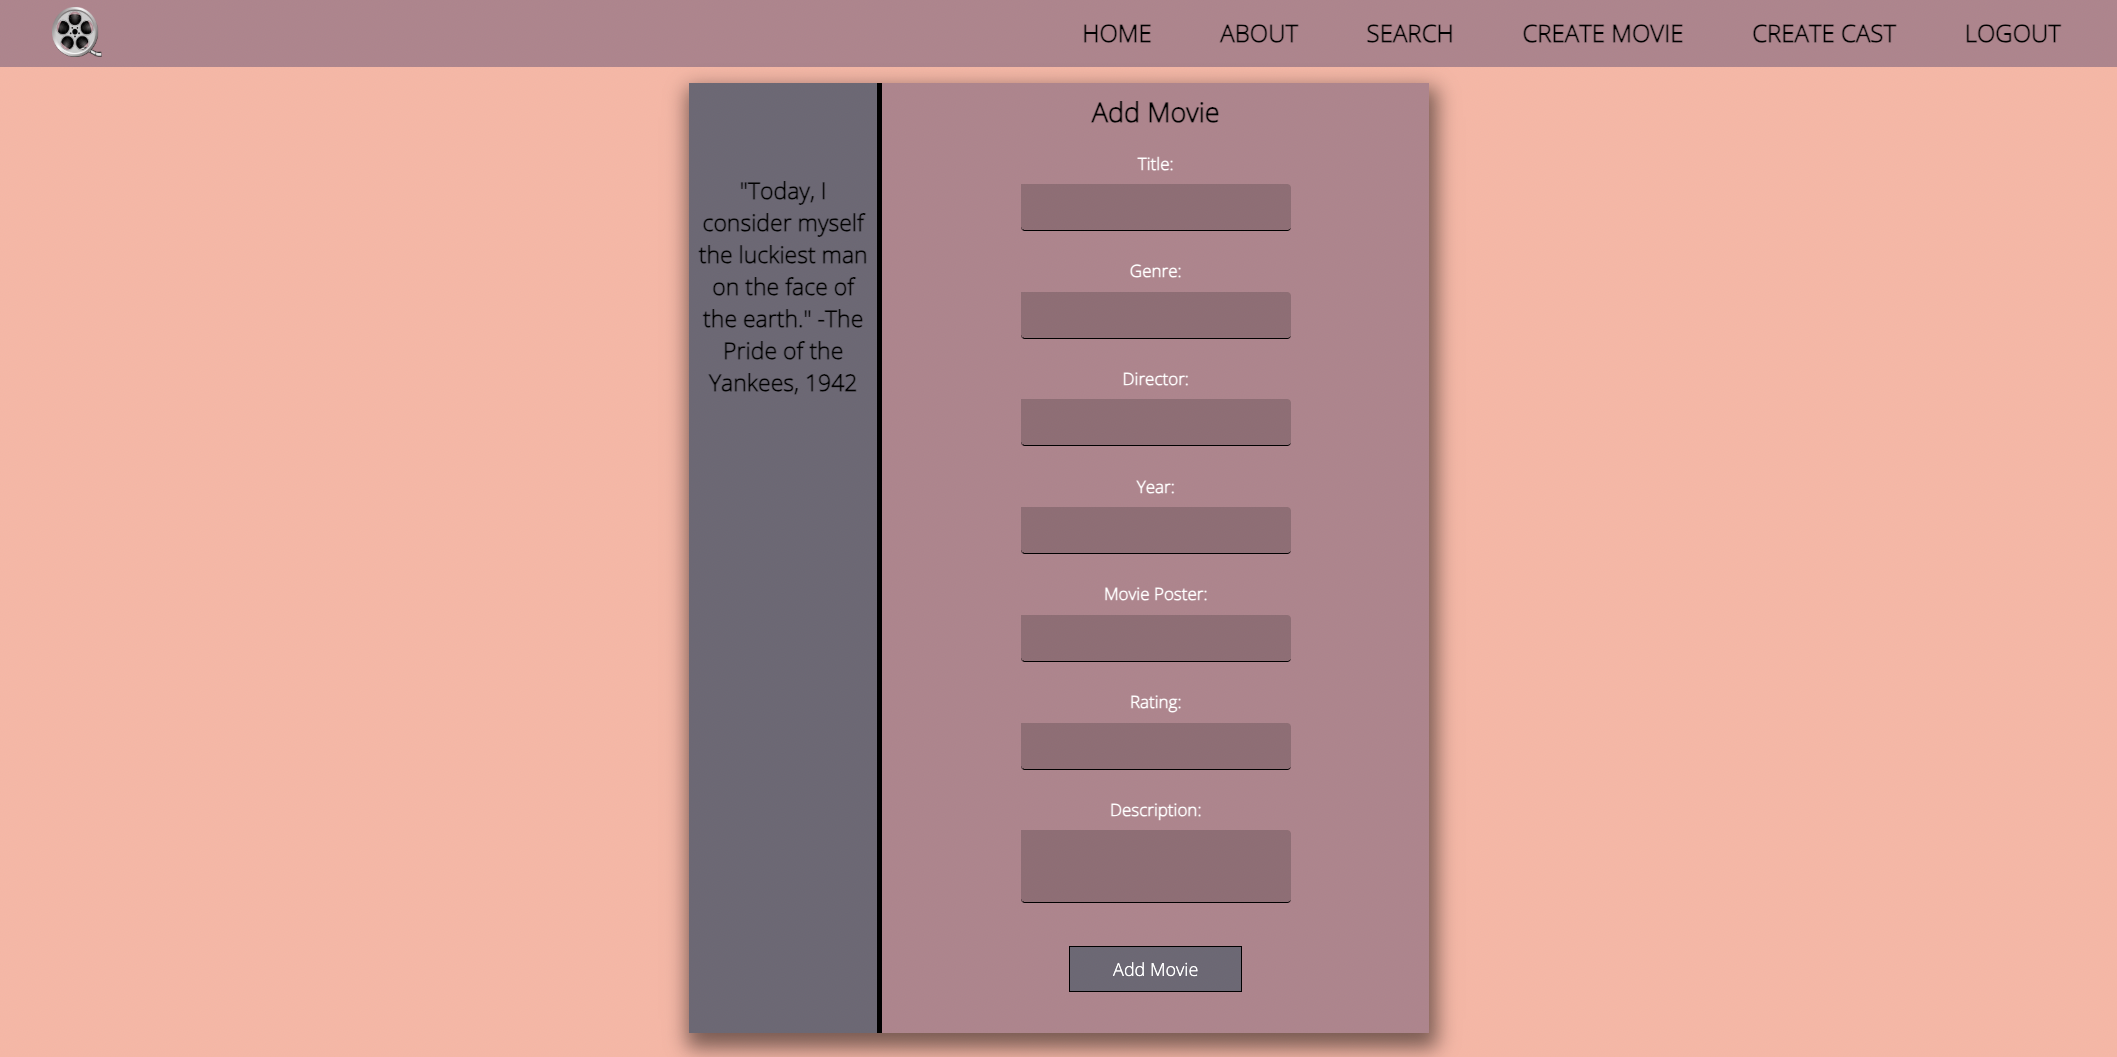 HOME ABOUT SEARCH CREATE MOVIE CREATE CAST LOGOUT
"Today, I
consider myself
the luckiest man
on the face of
the earth." -The
Pride of the
Yankees, 1942
Add Movie
Title:
Genre:
Director:
Year:
Movie Poster:
Rating:
Description:
Add Movie